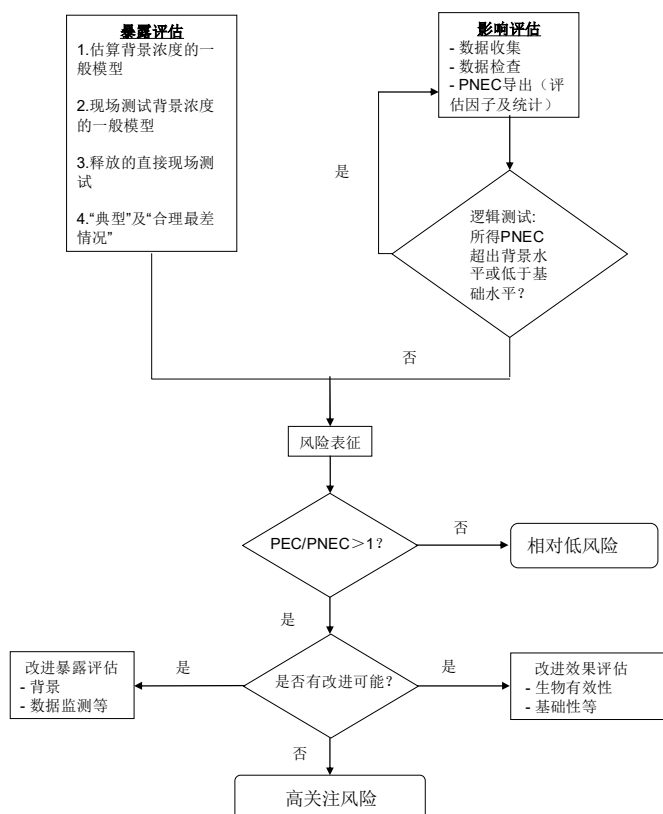 暴露评估
1.估算背景浓度的一
般模型
2.现场测试背景浓度
的一般模型
3.释放的直接现场测
试
4.“典型”及“合理最差
情况”
影响评估
- 数据收集
- 数据检查
- PNEC导出（评
估因子及统计）
是
逻辑测试:
所得PNEC
超出背景水
平或低于基
础水平？
否
风险表征
PEC/PNEC＞1?
否
相对低风险
是
改进暴露评估
- 背景
- 数据监测等
是
是否有改进可能?
是
改进效果评估
- 生物有效性
- 基础性等
否
高关注风险